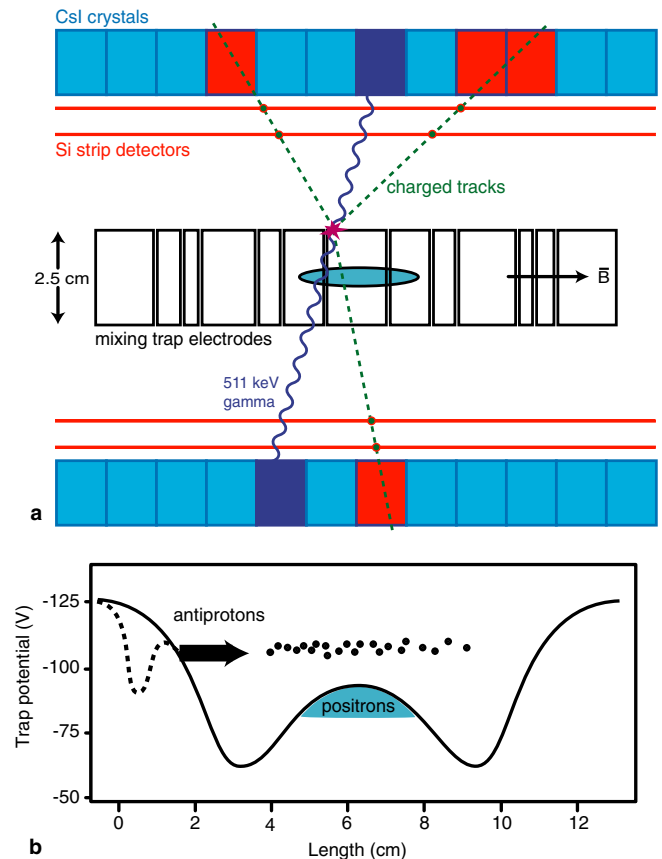 CsI crystals
Si strip detectors
charged tracks
2.5 cm
B̅
mixing trap electrodes
511 keV
gamma
a
Trap potential (V)
-125
-100
-75
-50
antiprotons
positrons
0 2 4 6 8 10 12
b
Length (cm)